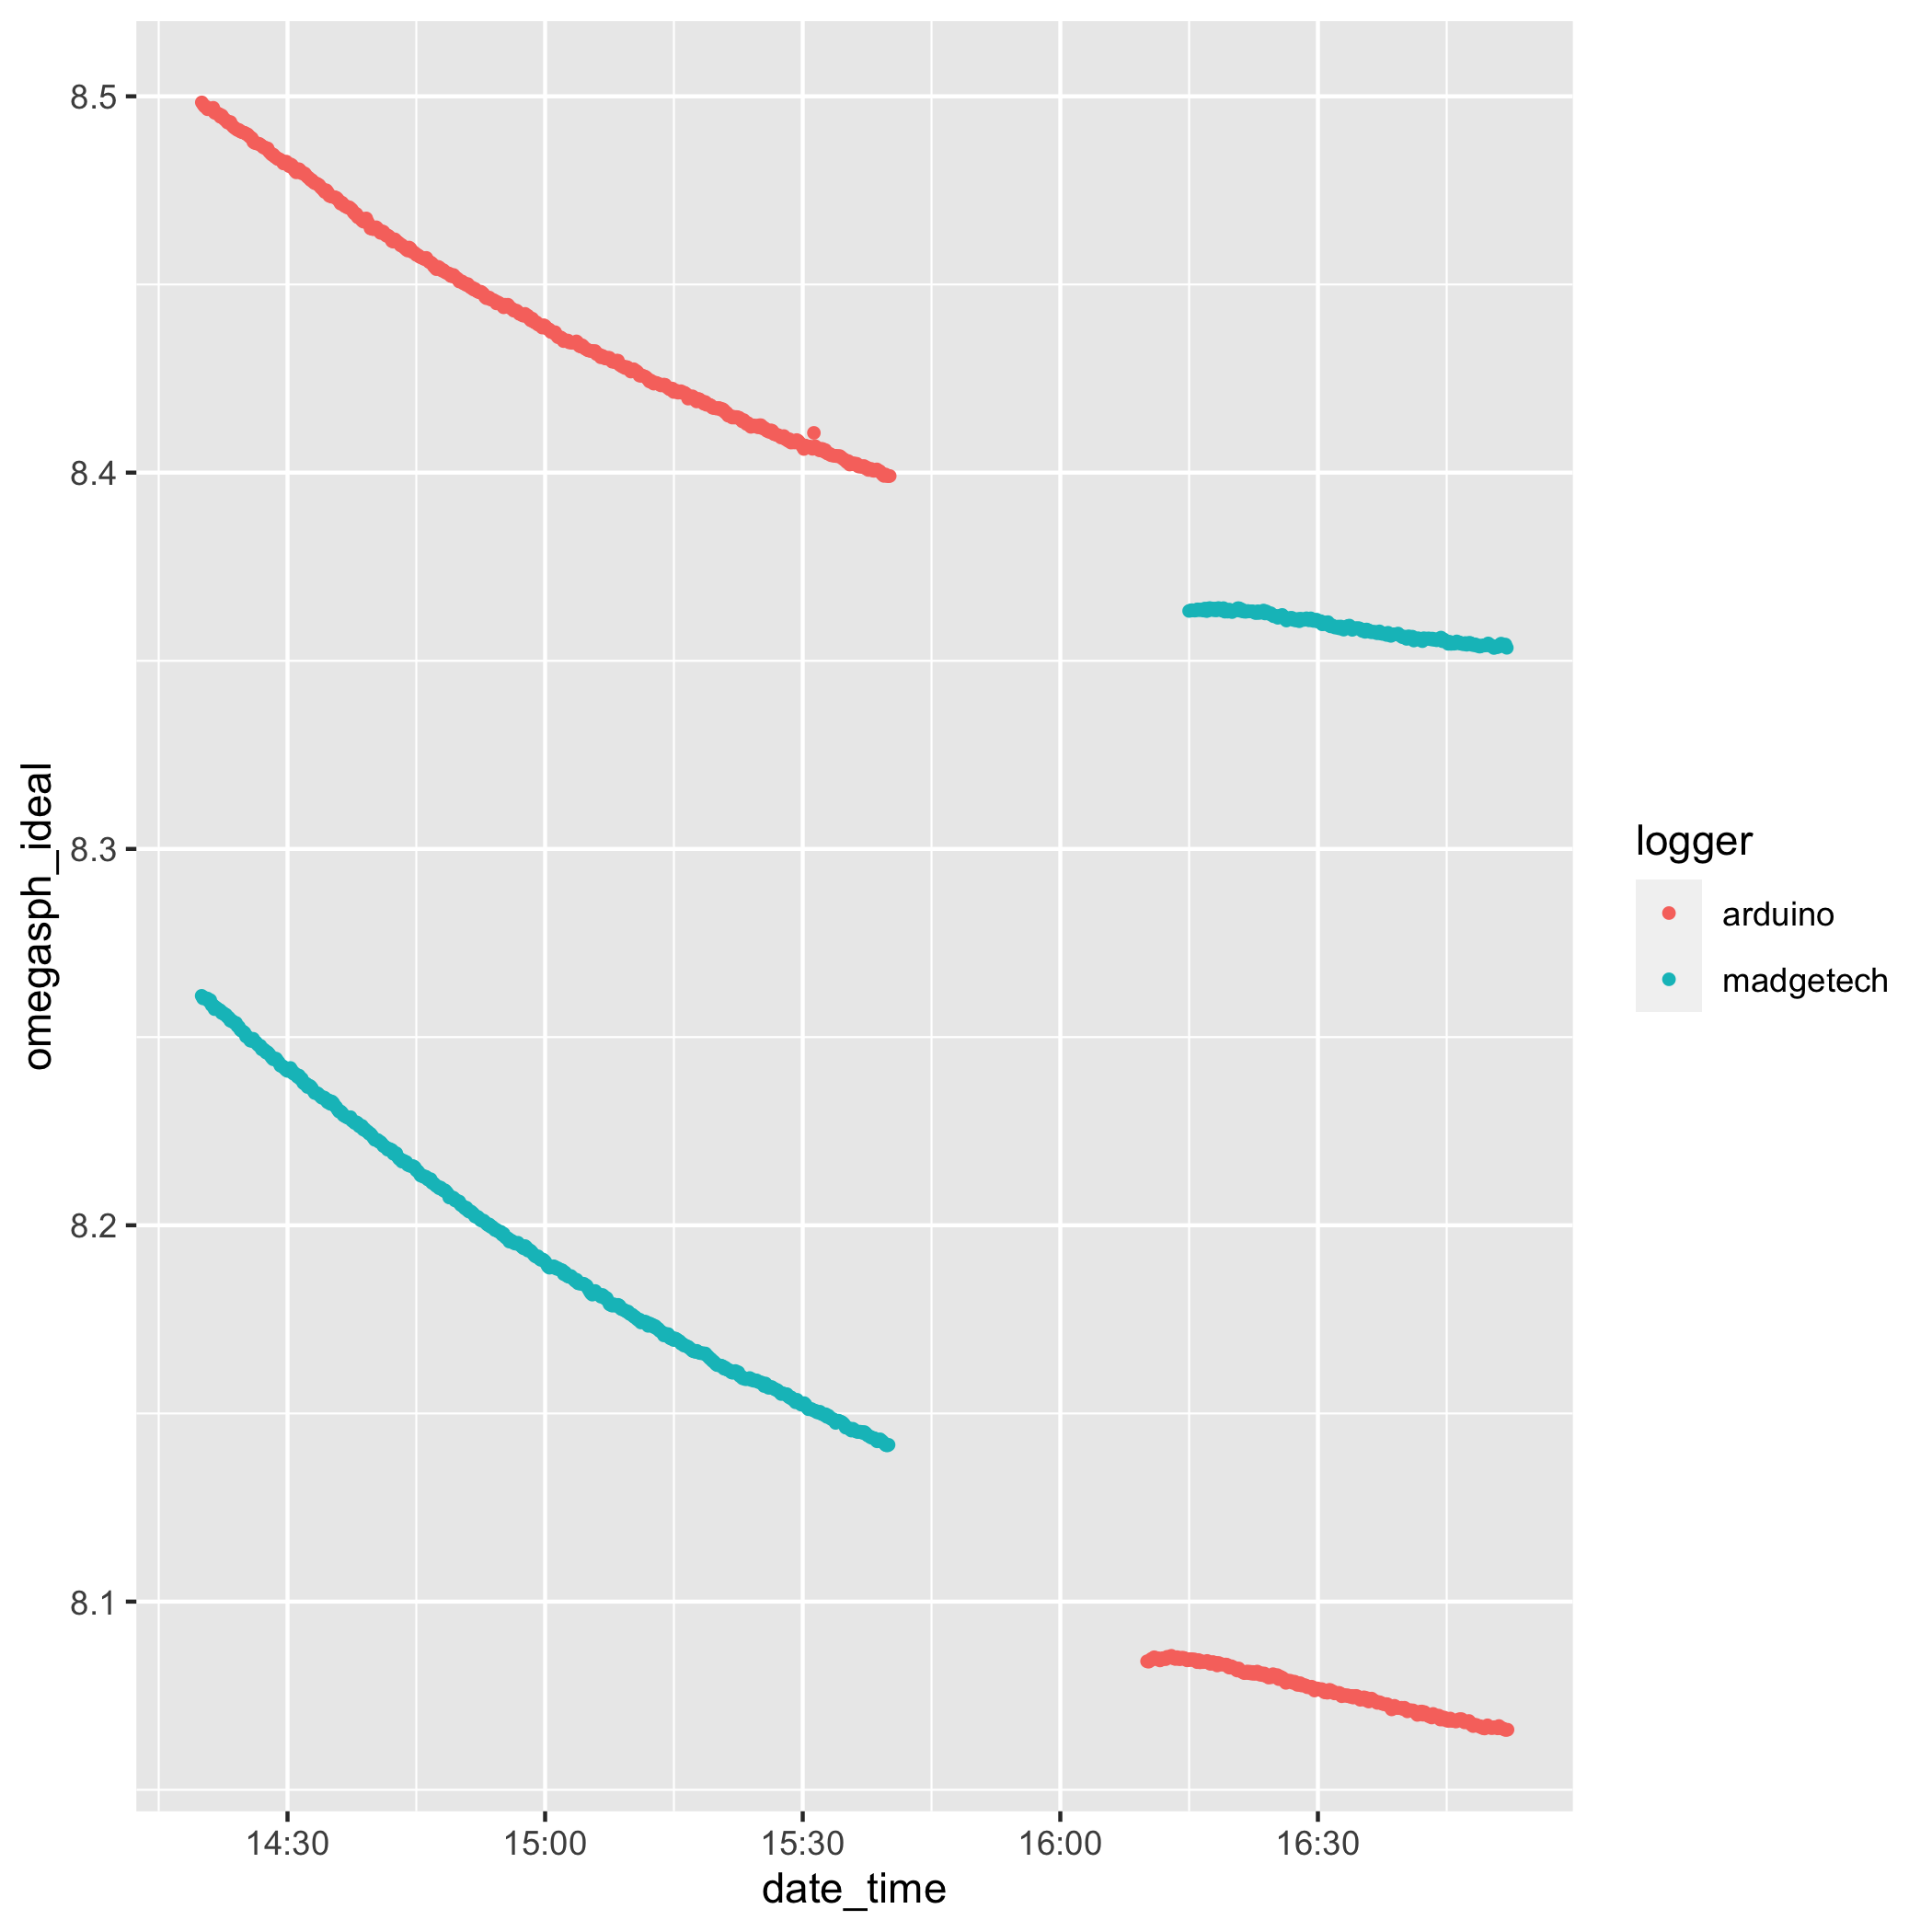 omegasph_ideal
8.5
8.4
8.3
8.2
8.1
14:30
15:00
15:30
16:00
16:30
date_time
logger
arduino
madgetech